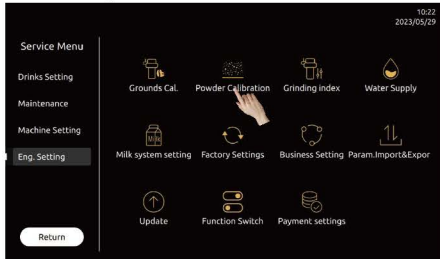 10:22
2023/05/29
Service Menu
Drinks Setting
Maintenance
Machine Setting
Eng. Setting
Return
Grounds Cal.
Powder Calibration
Grinding index
Water Supply
Milk
Milk system setting
Factory Settings
Business Setting
Param.Import&Expor
1L
Update
Function Switch
Payment settings